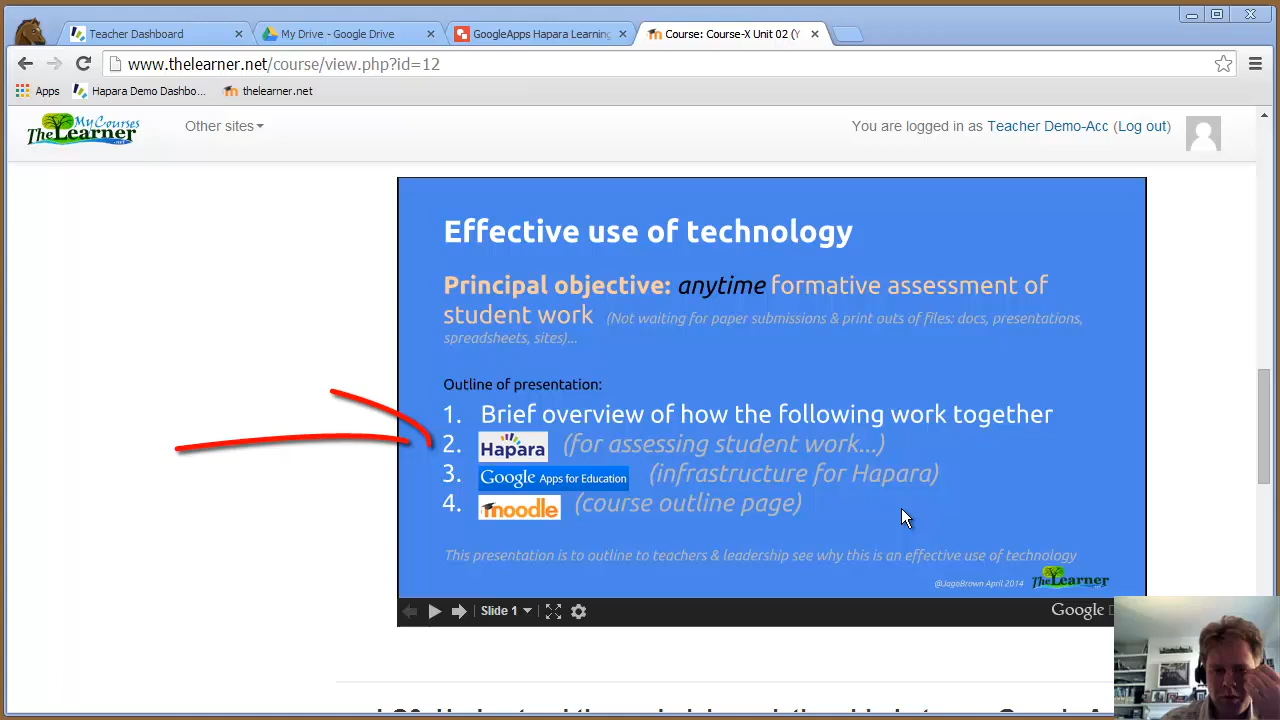 Teacher Dashboard
My Drive - Google Drive
GoogleApps Hapara Learning
Course: Course-X Unit 02 (Y
www.thelearner.net/course/view.php?id=12
Apps
Hapara Demo Dashbo...
thelearner.net
My Courses
TheLearner
.net
Other sites
You are logged in as Teacher Demo-Acc (Log out)
Effective use of technology
Principal objective: anytime formative assessment of
student work (Not waiting for paper submissions & print outs of files: docs, presentations,
spreadsheets, sites)...
Outline of presentation:
1. Brief overview of how the following work together
2. Hapara (for assessing student work...)
3. Google Apps for Education (infrastructure for Hapara)
4. moodle (course outline page)
This presentation is to outline to teachers & leadership see why this is an effective use of technology
@JagoBrown April 2014
TheLearner
Slide 1
Google